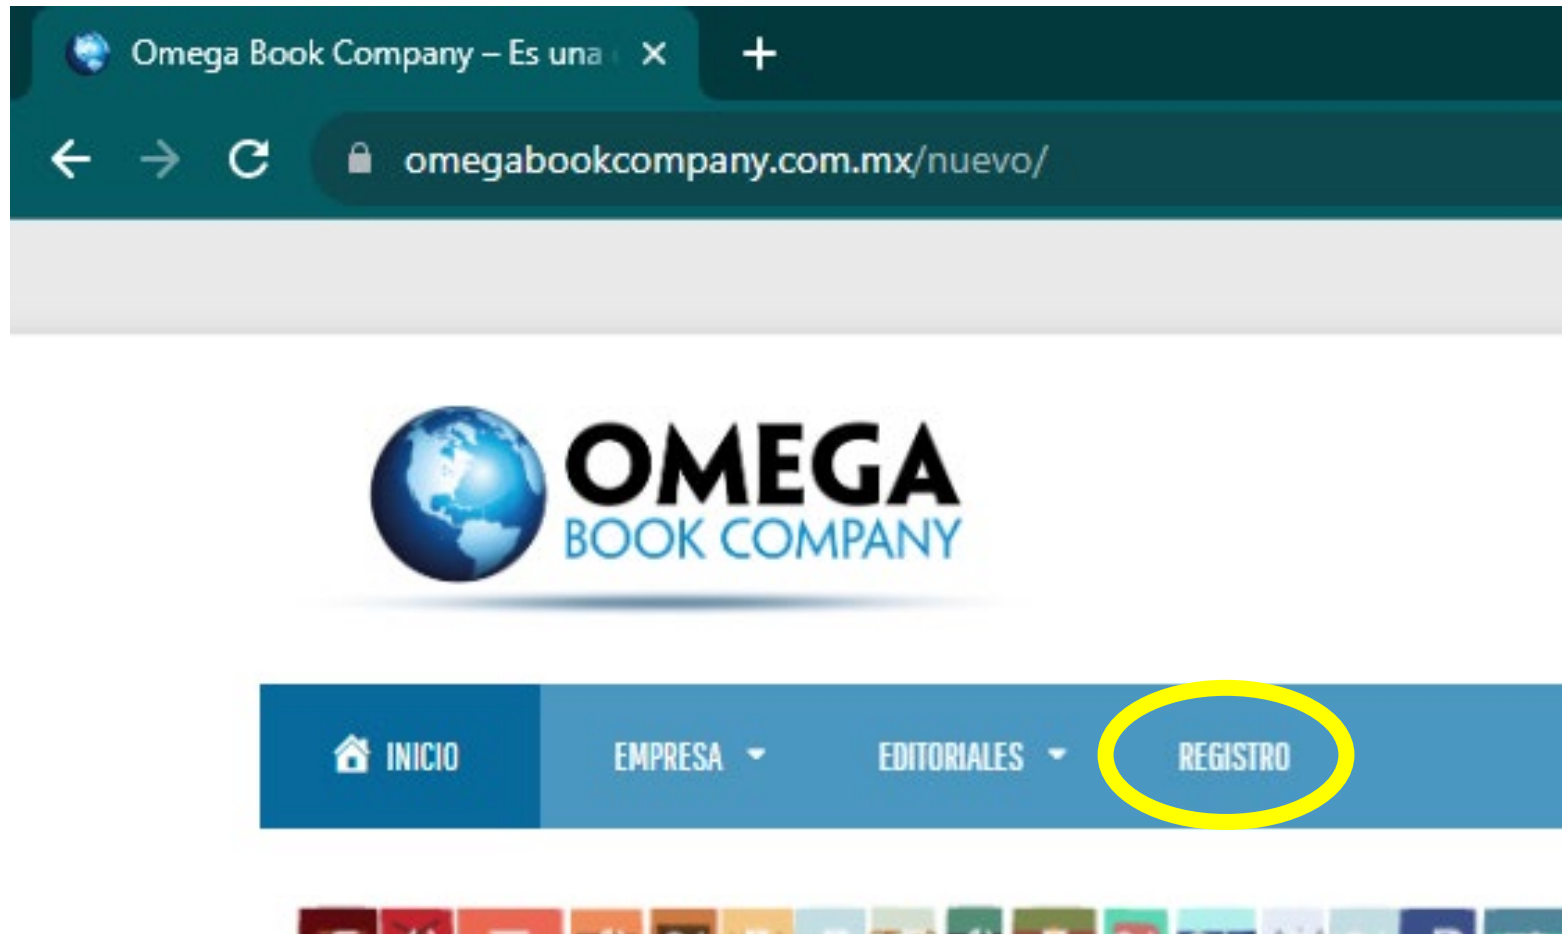 Omega Book Company – Es una
omegabookcompany.com.mx/nuevo/
OMEGA
BOOK COMPANY
INICIO EMPRESA EDITORIALES REGISTRO